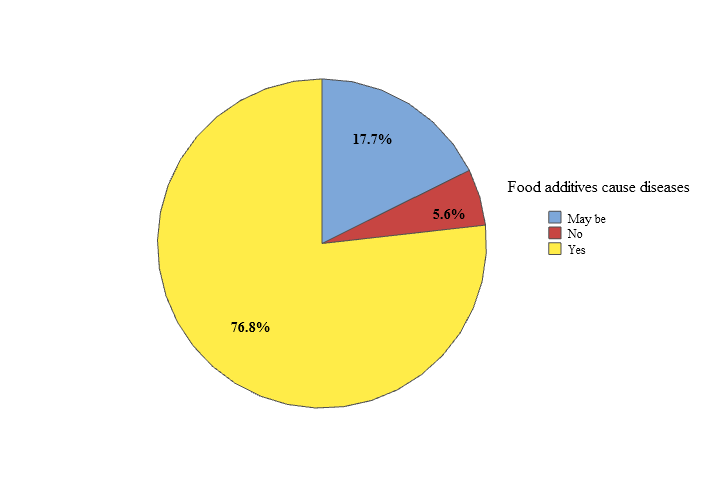 17.7%
5.6%
76.8%
Food additives cause diseases
May be
No
Yes